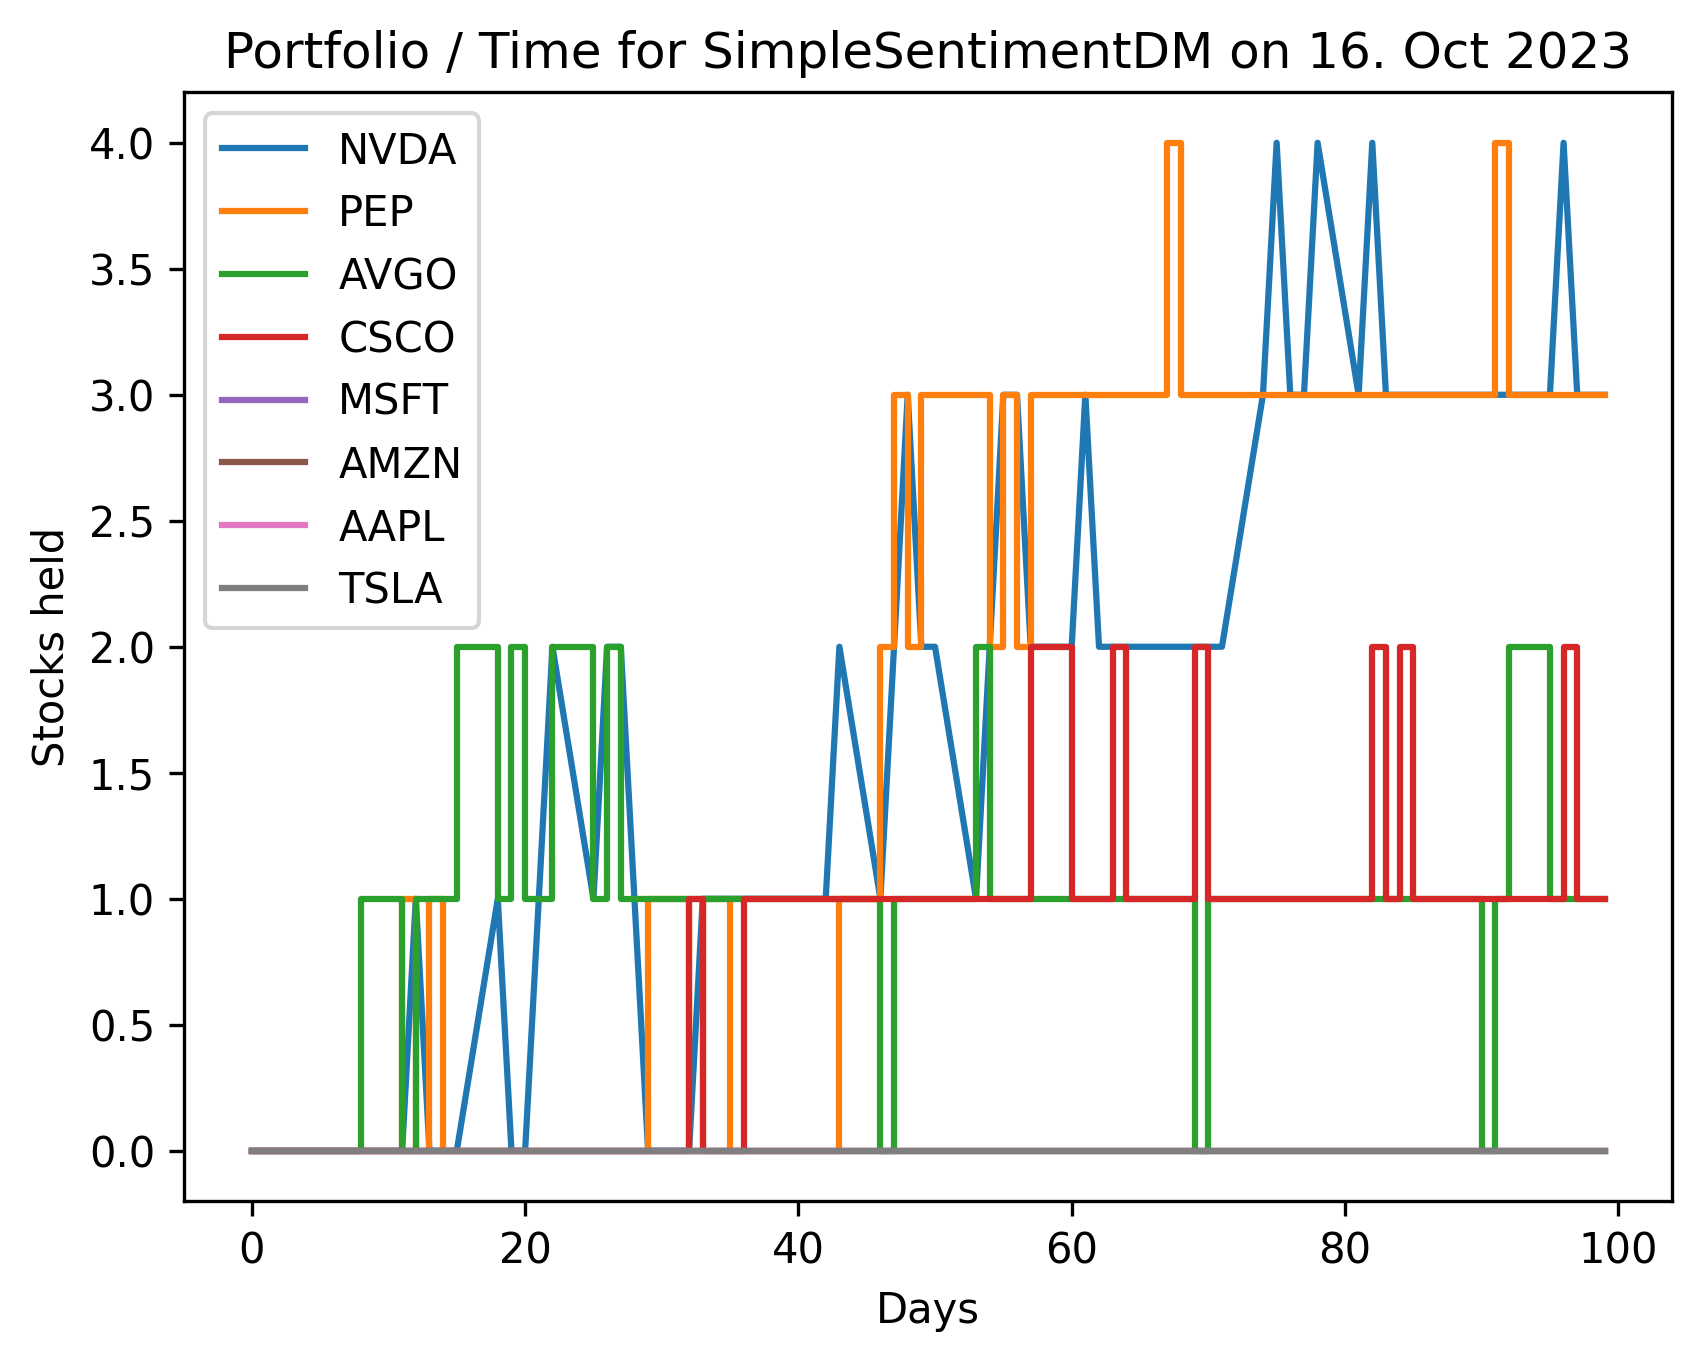 Portfolio / Time for SimpleSentimentDM on 16. Oct 2023
NVDA
PEP
AVGO
CSCO
MSFT
AMZN
AAPL
TSLA
4.0
3.5
3.0
2.5
2.0
1.5
1.0
0.5
0.0
Stocks held
0 20 40 60 80 100
Days